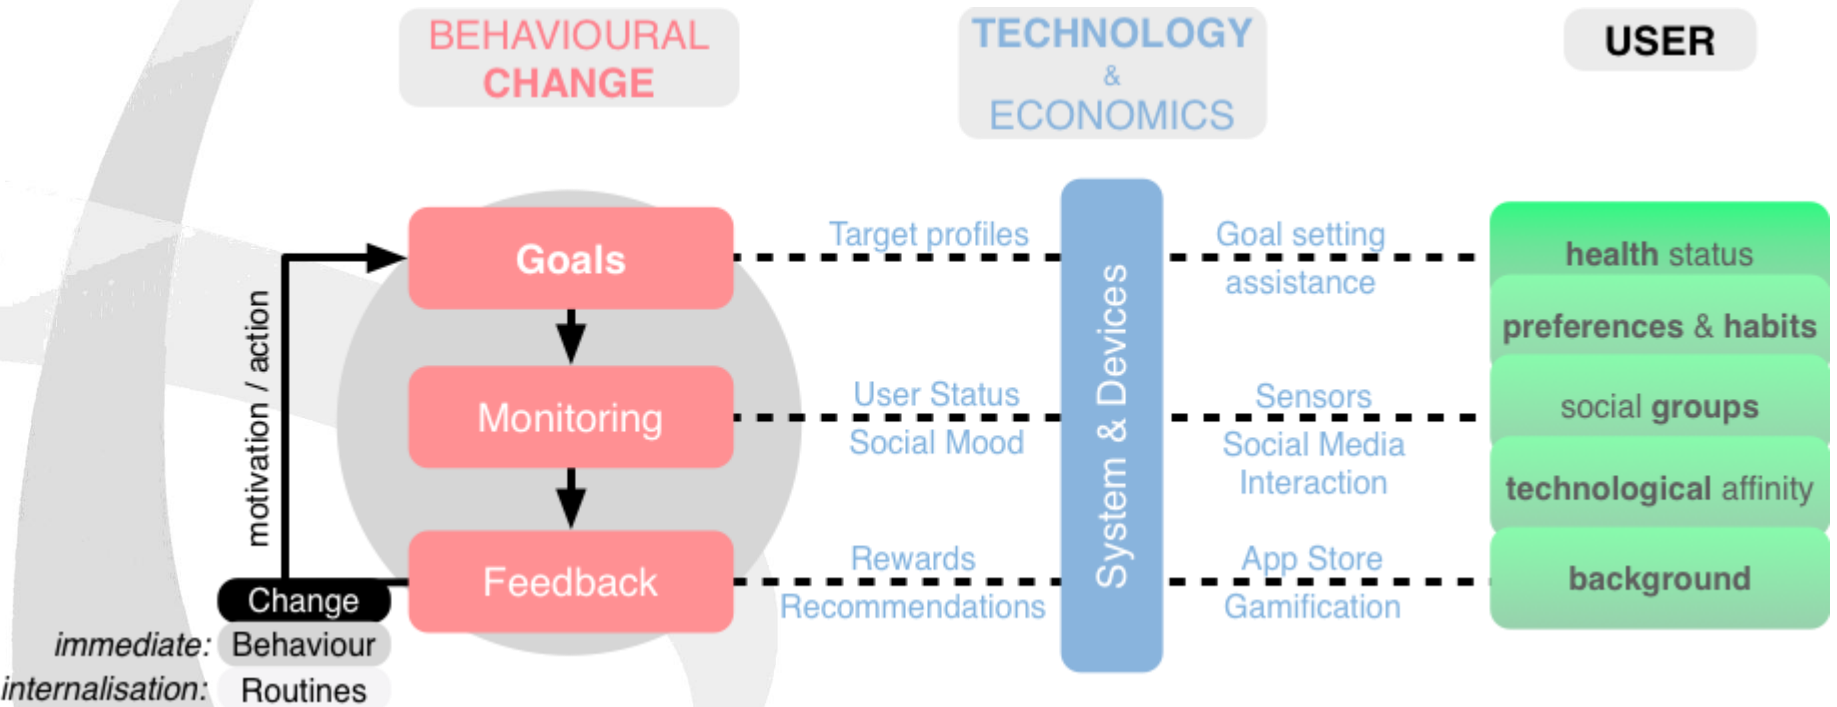 BEHAVIOURAL
CHANGE
TECHNOLOGY
&
ECONOMICS
USER
Goals
Target profiles
Goal setting
assistance
health status
preferences & habits
motivation / action
Monitoring
User Status
Social Mood
System & Devices
Sensors
Social Media
Interaction
social groups
technological affinity
Feedback
Rewards
Recommendations
App Store
Gamification
background
Change
immediate: Behaviour
internalisation: Routines